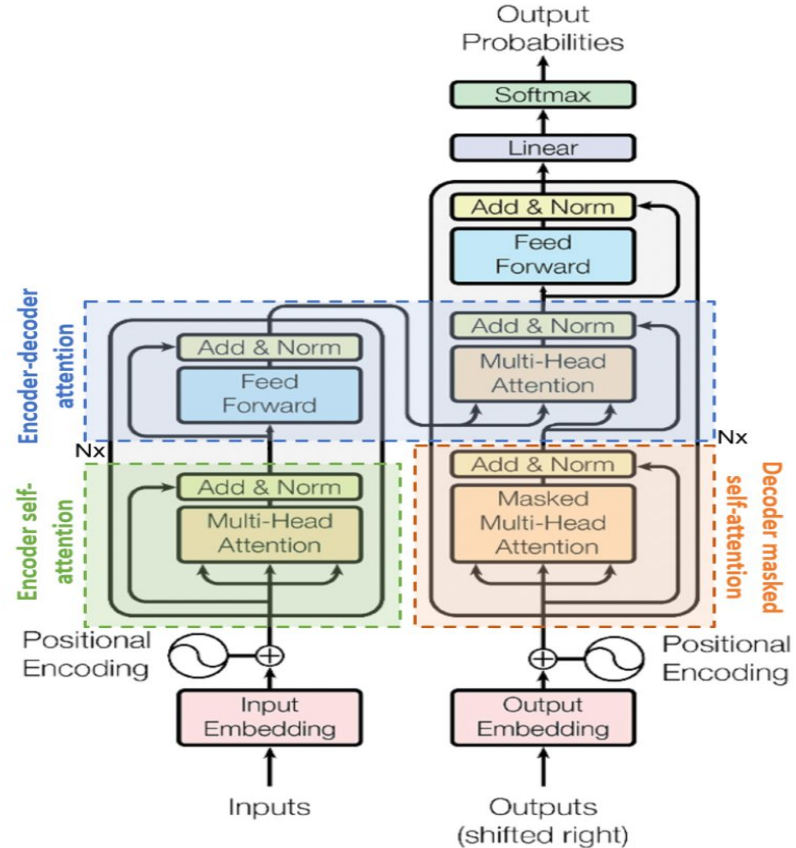 Output
Probabilities
Softmax
Linear
Add & Norm
Feed
Forward
Add & Norm
Multi-Head
Attention
Encoder-decoder
attention
Add & Norm
Feed
Forward
Nx
Nx
Add & Norm
Masked
Multi-Head
Attention
Decoder masked
self-attention
Encoder self-
attention
Add & Norm
Multi-Head
Attention
Positional
Encoding
Positional
Encoding
Input
Embedding
Output
Embedding
Inputs
Outputs
(shifted right)